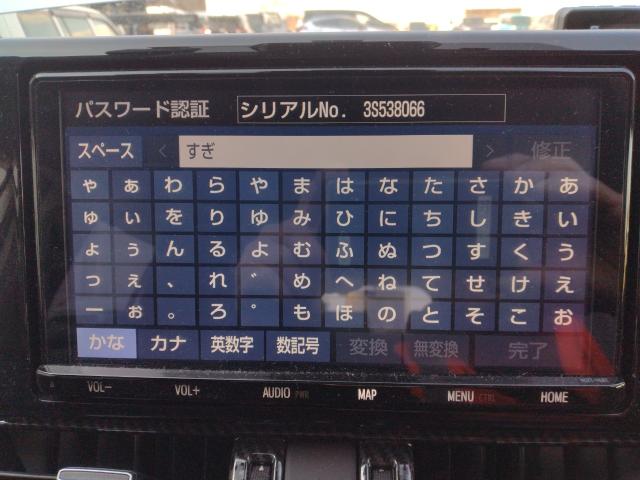 パスワード認証 シリアルNo. 3S538066
スペース < すぎ > 修正
ゃ ぁ わ ら や ま は な た さ か あ
ゅ ぃ を り ゆ み ひ に ち し き い
ょ ぅ ん る よ む ふ ぬ つ す く う
っ ぇ 、 れ ゛ め へ ね て せ け え
ー ぉ 。 ろ ゜ も ほ の と そ こ お
かな カナ 英数字 数記号 変換 無変換 完了
VOL- VOL+ AUDIO PWR MAP MENU CTRL HOME